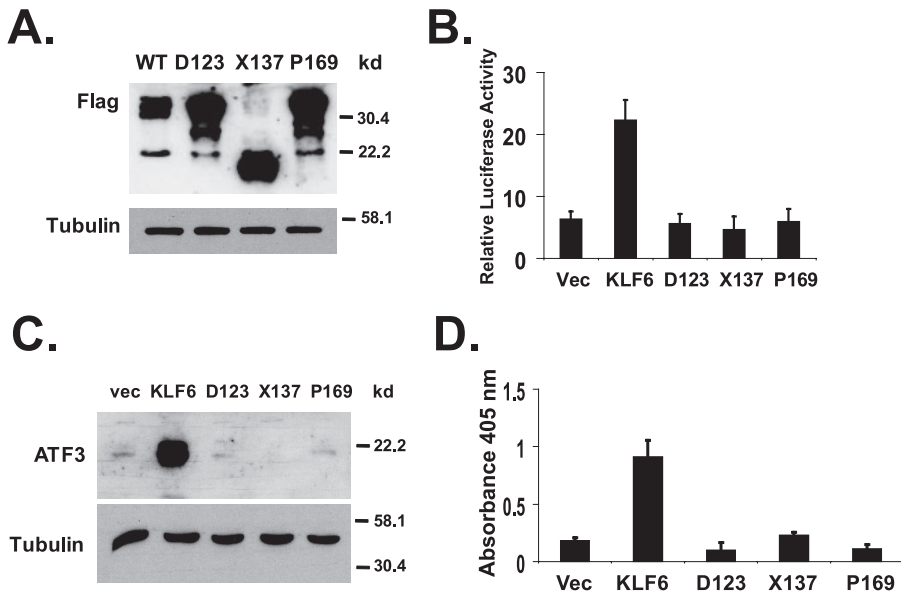 A.
WT D123 X137 P169 kd
Flag
30.4
22.2
58.1
Tubulin
B.
Relative Luciferase Activity
30
20
10
0
Vec KLF6 D123 X137 P169
C.
vec KLF6 D123 X137 P169 kd
ATF3
22.2
58.1
Tubulin
30.4
D.
Absorbance 405 nm
1.5
1
0.5
0
Vec KLF6 D123 X137 P169